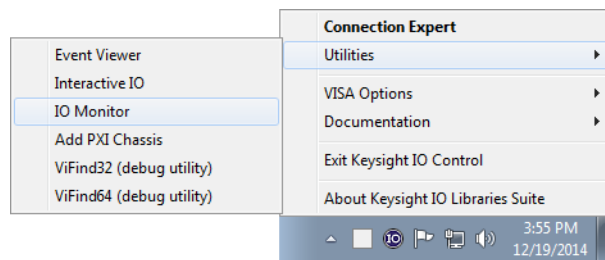 Connection Expert
Utilities
VISA Options
Documentation
Exit Keysight IO Control
About Keysight IO Libraries Suite
Event Viewer
Interactive IO
IO Monitor
Add PXI Chassis
ViFind32 (debug utility)
ViFind64 (debug utility)
IO
3:55 PM
12/19/2014